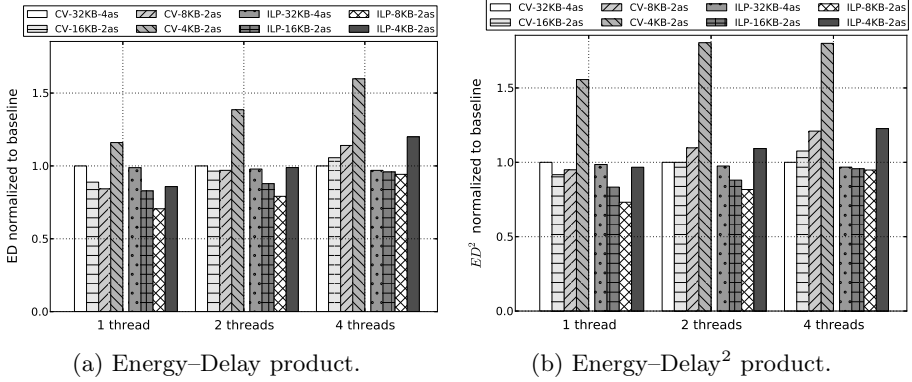 CV-32KB-4as CV-8KB-2as ILP-32KB-4as ILP-8KB-2as
CV-16KB-2as CV-4KB-2as ILP-16KB-2as ILP-4KB-2as
ED normalized to baseline
1.5
1.0
0.5
0.0
1 thread 2 threads 4 threads
(a) Energy–Delay product.
CV-32KB-4as CV-8KB-2as ILP-32KB-4as ILP-8KB-2as
CV-16KB-2as CV-4KB-2as ILP-16KB-2as ILP-4KB-2as
ED² normalized to baseline
1.5
1.0
0.5
0.0
1 thread 2 threads 4 threads
(b) Energy–Delay² product.